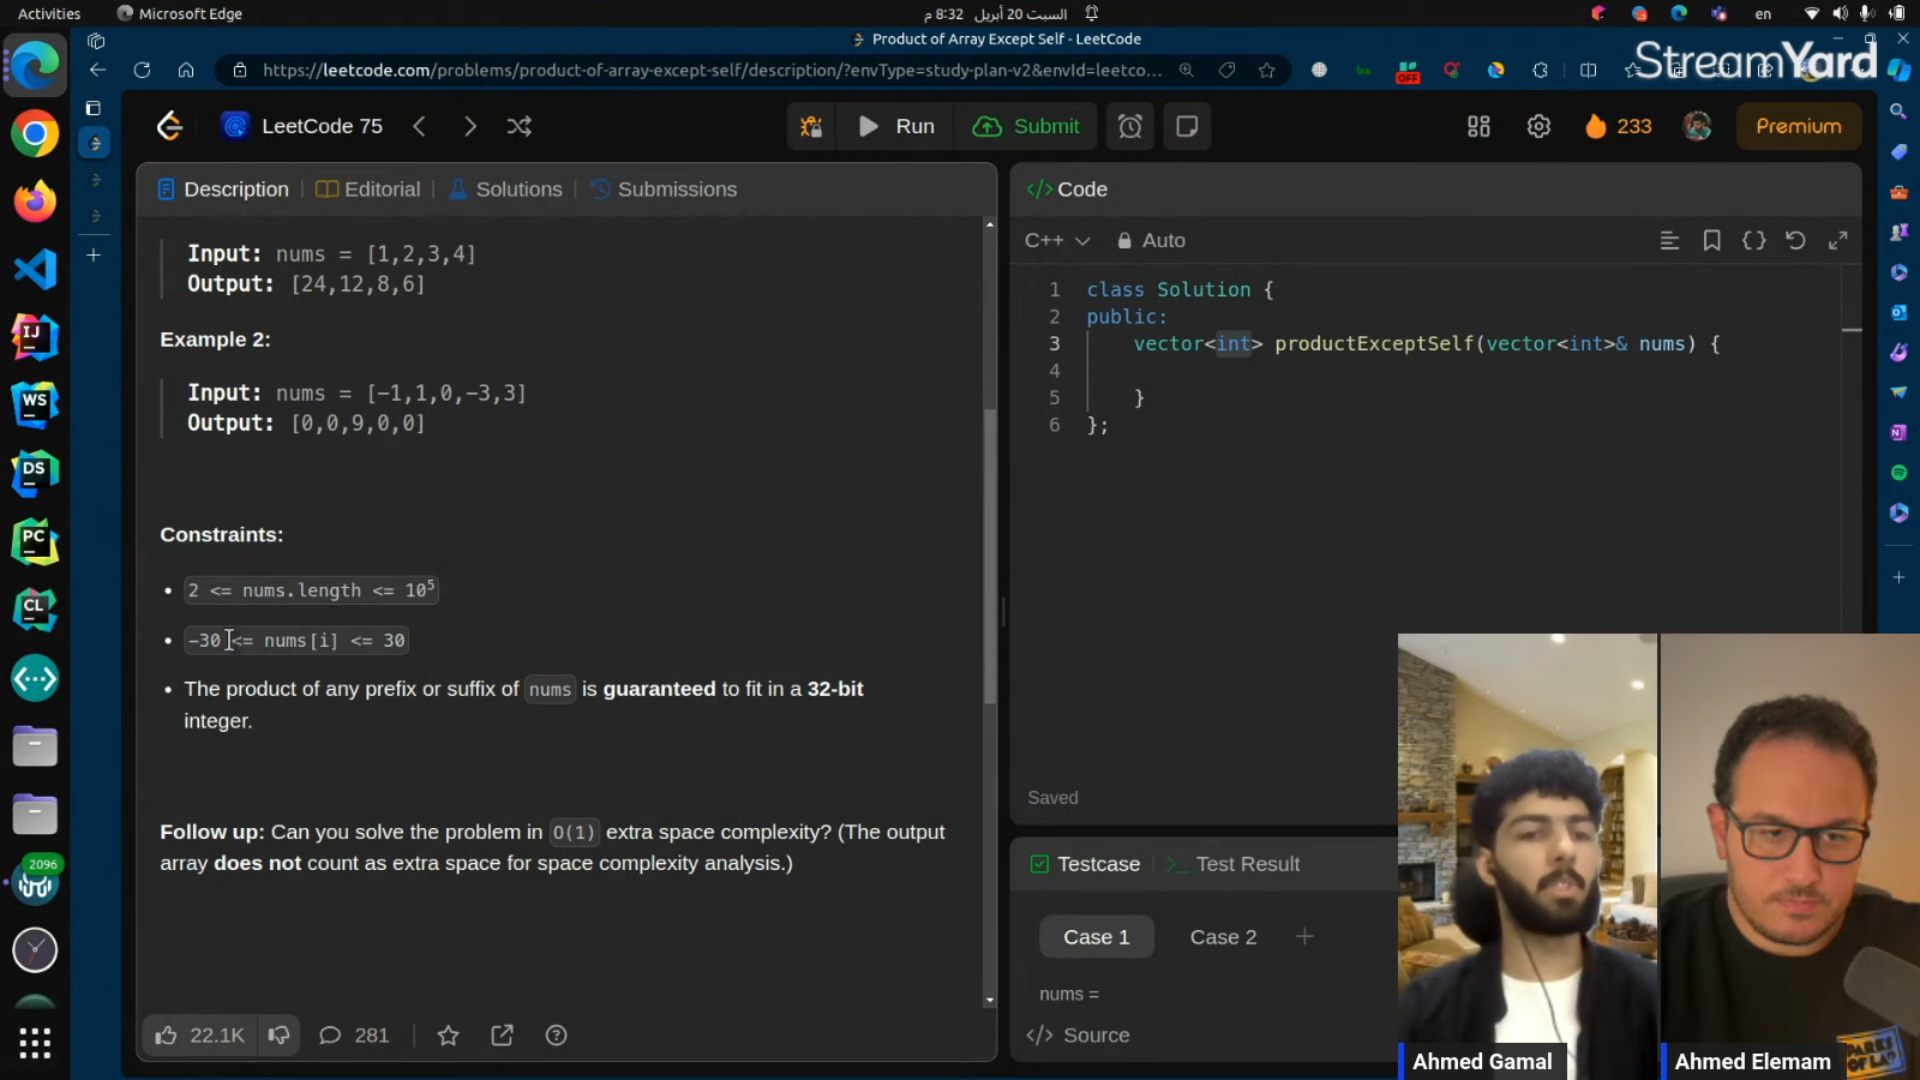 Activities
Microsoft Edge
السبت 20 أبريل 8:32 م
en
Product of Array Except Self - LeetCode
https://leetcode.com/problems/product-of-array-except-self/description/?envType=study-plan-v2&envId=leetco...
OFF
StreamYard
LeetCode 75
Run
Submit
233
Premium
Description
Editorial
Solutions
Submissions
Input: nums = [1,2,3,4]
Output: [24,12,8,6]
Example 2:
Input: nums = [-1,1,0,-3,3]
Output: [0,0,9,0,0]
Constraints:
2 <= nums.length <= 10⁵
-30 <= nums[i] <= 30
The product of any prefix or suffix of nums is guaranteed to fit in a 32-bit
integer.
Follow up: Can you solve the problem in O(1) extra space complexity? (The output
array does not count as extra space for space complexity analysis.)
22.1K
281
</> Code
C++
Auto
1 class Solution {
2 public:
3 vector<int> productExceptSelf(vector<int>& nums) {
4
5 }
6 };
Saved
Testcase
Test Result
Case 1
Case 2
nums =
</> Source
Ahmed Gamal
Ahmed Elemam
IJ
WS
DS
PC
CL
2096